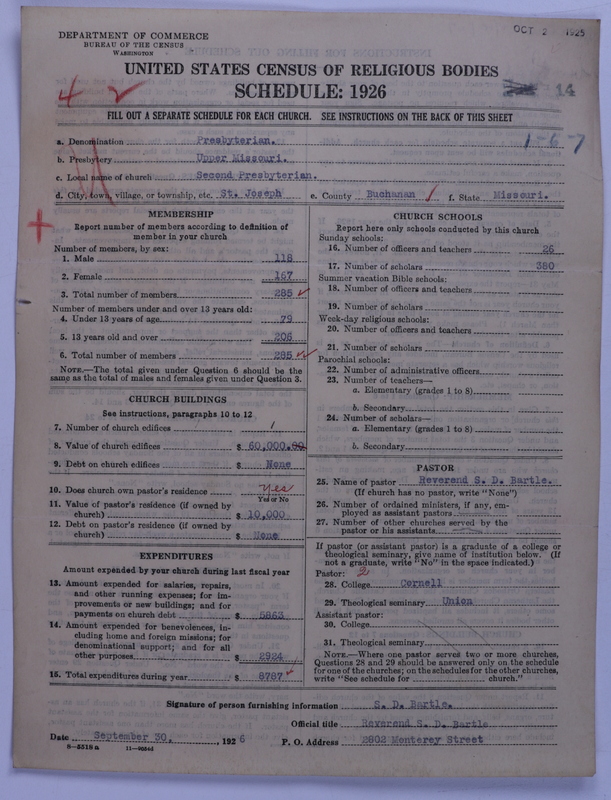 OCT 2 1925
DEPARTMENT OF COMMERCE
BUREAU OF THE CENSUS
WASHINGTON
UNITED STATES CENSUS OF RELIGIOUS BODIES
SCHEDULE: 1926
14
4 2
FILL OUT A SEPARATE SCHEDULE FOR EACH CHURCH. SEE INSTRUCTIONS ON THE BACK OF THIS SHEET
1-6-7
a. Denomination Presbyterian.
b. Presbytery Upper Missouri.
c. Local name of church Second Presbyterian.
d. City, town, village, or township, etc. St. Joseph e. County Buchanan f. State Missouri.
MEMBERSHIP
Report number of members according to definition of
member in your church
Number of members, by sex:
1. Male 118
2. Female 167
3. Total number of members 285
Number of members under and over 13 years old:
4. Under 13 years of age 79
5. 13 years old and over 206
6. Total number of members 285
NOTE.—The total given under Question 6 should be the
same as the total of males and females given under Question 3.
CHURCH BUILDINGS
See instructions, paragraphs 10 to 12
7. Number of church edifices 1
8. Value of church edifices $ 60,000.00
9. Debt on church edifices $ None
10. Does church own pastor's residence yes
Yes or No
11. Value of pastor's residence (if owned by
church) $ 10,000
12. Debt on pastor's residence (if owned by
church) $ None
EXPENDITURES
Amount expended by your church during last fiscal year
13. Amount expended for salaries, repairs,
and other running expenses; for im-
provements or new buildings; and for
payments on church debt $ 5863
14. Amount expended for benevolences, in-
cluding home and foreign missions; for
denominational support; and for all
other purposes $ 2924
15. Total expenditures during year $ 8787
CHURCH SCHOOLS
Report here only schools conducted by this church
Sunday schools:
16. Number of officers and teachers 26
17. Number of scholars 380
Summer vacation Bible schools:
18. Number of officers and teachers
19. Number of scholars
Week-day religious schools:
20. Number of officers and teachers
21. Number of scholars
Parochial schools:
22. Number of administrative officers
23. Number of teachers—
a. Elementary (grades 1 to 8)
b. Secondary
24. Number of scholars—
a. Elementary (grades 1 to 8)
b. Secondary
PASTOR
25. Name of pastor Reverend S. D. Bartle.
(If church has no pastor, write "None")
26. Number of ordained ministers, if any, em-
ployed as assistant pastors
27. Number of other churches served by the
pastor or his assistants
If pastor (or assistant pastor) is a graduate of a college or
theological seminary, give name of institution below. (If
not a graduate, write "No" in the space indicated.)
Pastor: 2
28. College Cornell
29. Theological seminary Union
Assistant pastor:
30. College
31. Theological seminary
NOTE.—Where one pastor serves two or more churches,
Questions 28 and 29 should be answered only on the schedule
for one of the churches; on the schedules for the other churches,
write "See schedule for church."
Signature of person furnishing information S. D. Bartle.
Official title Reverend S. D. Bartle
Date September 30, 1926 P. O. Address 2802 Monterey Street
8-5518 a 11-9054